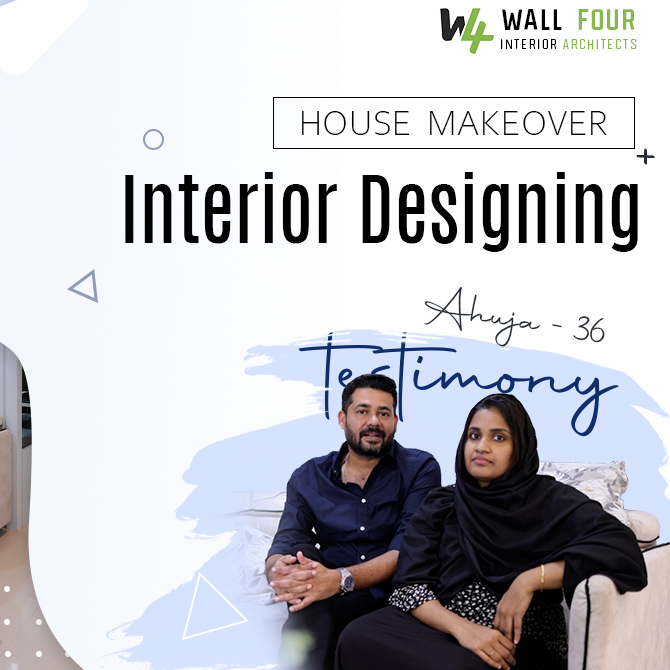 WALL FOUR
INTERIOR ARCHITECTS
HOUSE MAKEOVER
Interior Designing
Ahuja - 36
Testimony